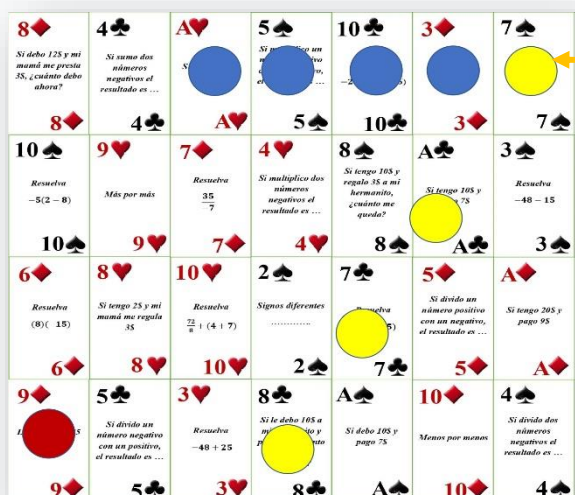 8♦ 4♣ A♥ 5♠ 10♣ 3♦ 7♠
Si debo 12$ y mi
mamá me presta
3$, ¿cuánto debo
ahora?
Si sumo dos
números
negativos el
resultado es …
8♦ 4♣ A♥ 5♠ 10♣ 3♦ 7♠
10♠ 9♥ 7♦ 4♥ 8♠ A♣ 3♠
Resuelva
−5(2 − 8)
Más por más
Resuelva
35
7
Si multiplico dos
números
negativos el
resultado es …
Si tengo 10$ y
regalo 3$ a mi
hermanito,
¿cuánto me
queda?
Si tengo 10$ y
7$
Resuelva
−48 − 15
10♠ 9♥ 7♦ 4♥ 8♠ A♣ 3♠
6♦ 8♥ 10♥ 2♠ 7♣ 5♦ A♦
Resuelva
(8)( 15)
Si tengo 2$ y mi
mamá me regala
3$
Resuelva
72/8 + (4 + 7)
Signos diferentes
…………..
Si divido un
número positivo
con un negativo,
el resultado es …
Si tengo 20$ y
pago 9$
6♦ 8♥ 10♥ 2♠ 7♣ 5♦ A♦
9♦ 5♣ 3♥ 8♣ A♠ 10♦ 4♠
Si divido un
número negativo
con un positivo,
el resultado es …
Resuelva
−48 + 25
Si le debo 10$ a
Si debo 10$ y
pago 7$
Menos por menos
Si divido dos
números
negativos el
resultado es …
9♦ 5♣ 3♥ 8♣ A♠ 10♦ 4♠